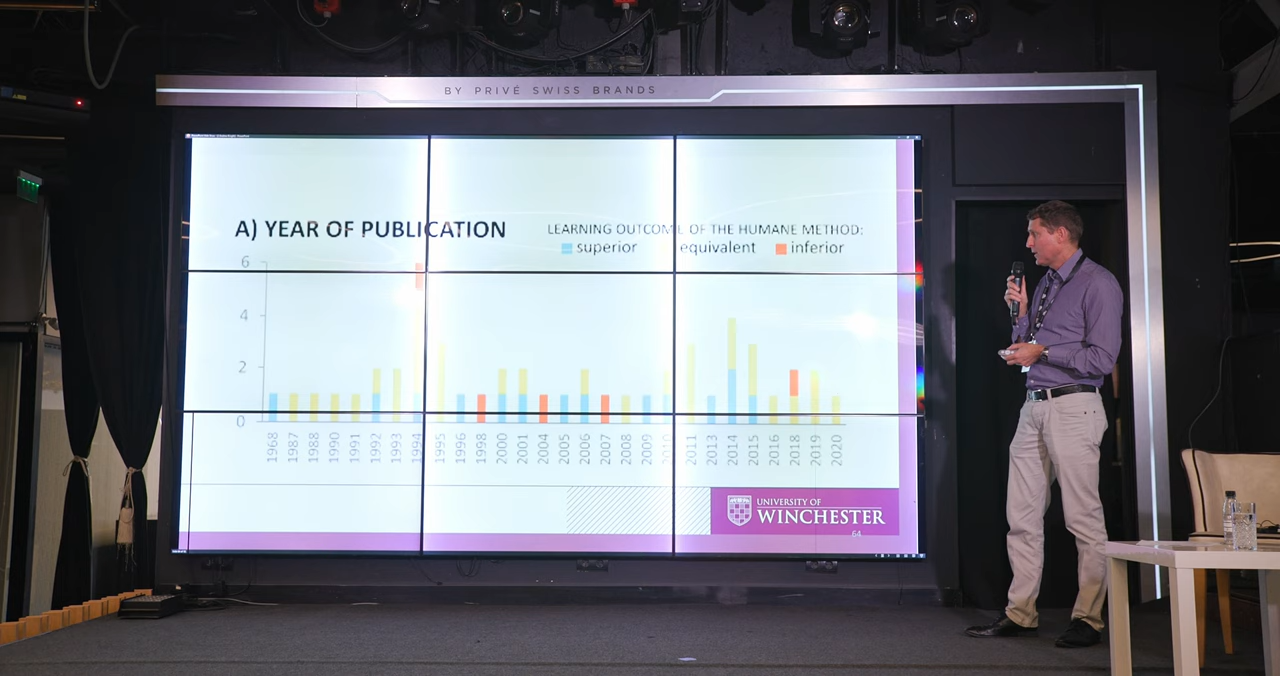 BY PRIVÉ SWISS BRANDS
A) YEAR OF PUBLICATION
LEARNING OUTCOME OF THE HUMANE METHOD:
superior equivalent inferior
6
4
2
0
1968 1987 1988 1990 1991 1992 1993 1994 1995 1996 1998 2000 2001 2004 2005 2006 2007 2008 2009 2010 2011 2013 2014 2015 2016 2018 2019 2020
UNIVERSITY OF
WINCHESTER
64